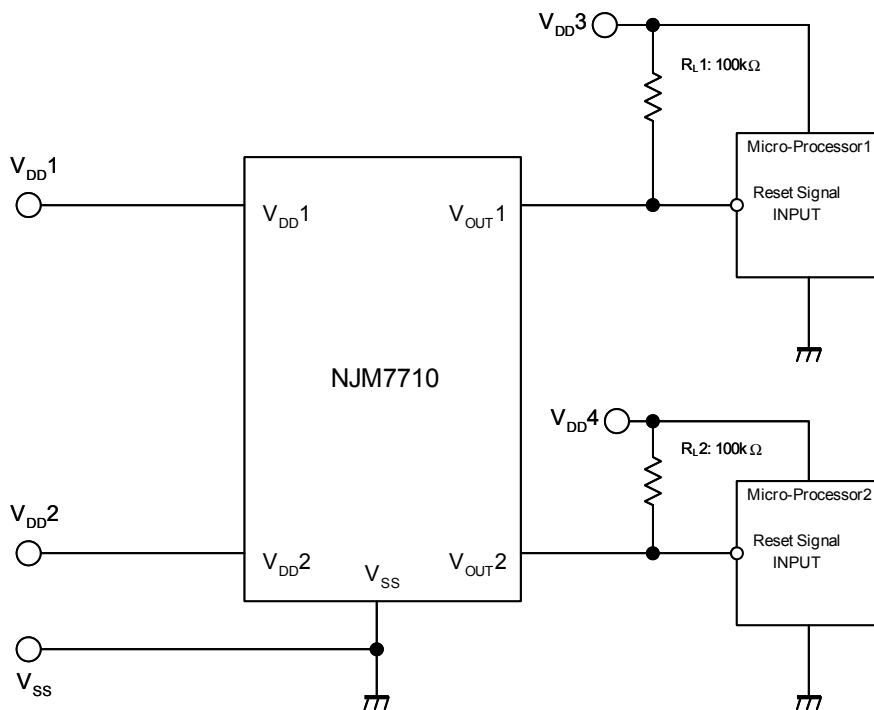 VDD3
RL1: 100kΩ
Micro-Processor1
Reset Signal
INPUT
VDD1
VDD1
VOUT1
NJM7710
VDD4
RL2: 100kΩ
Micro-Processor2
Reset Signal
INPUT
VDD2
VDD2
VSS
VOUT2
VSS